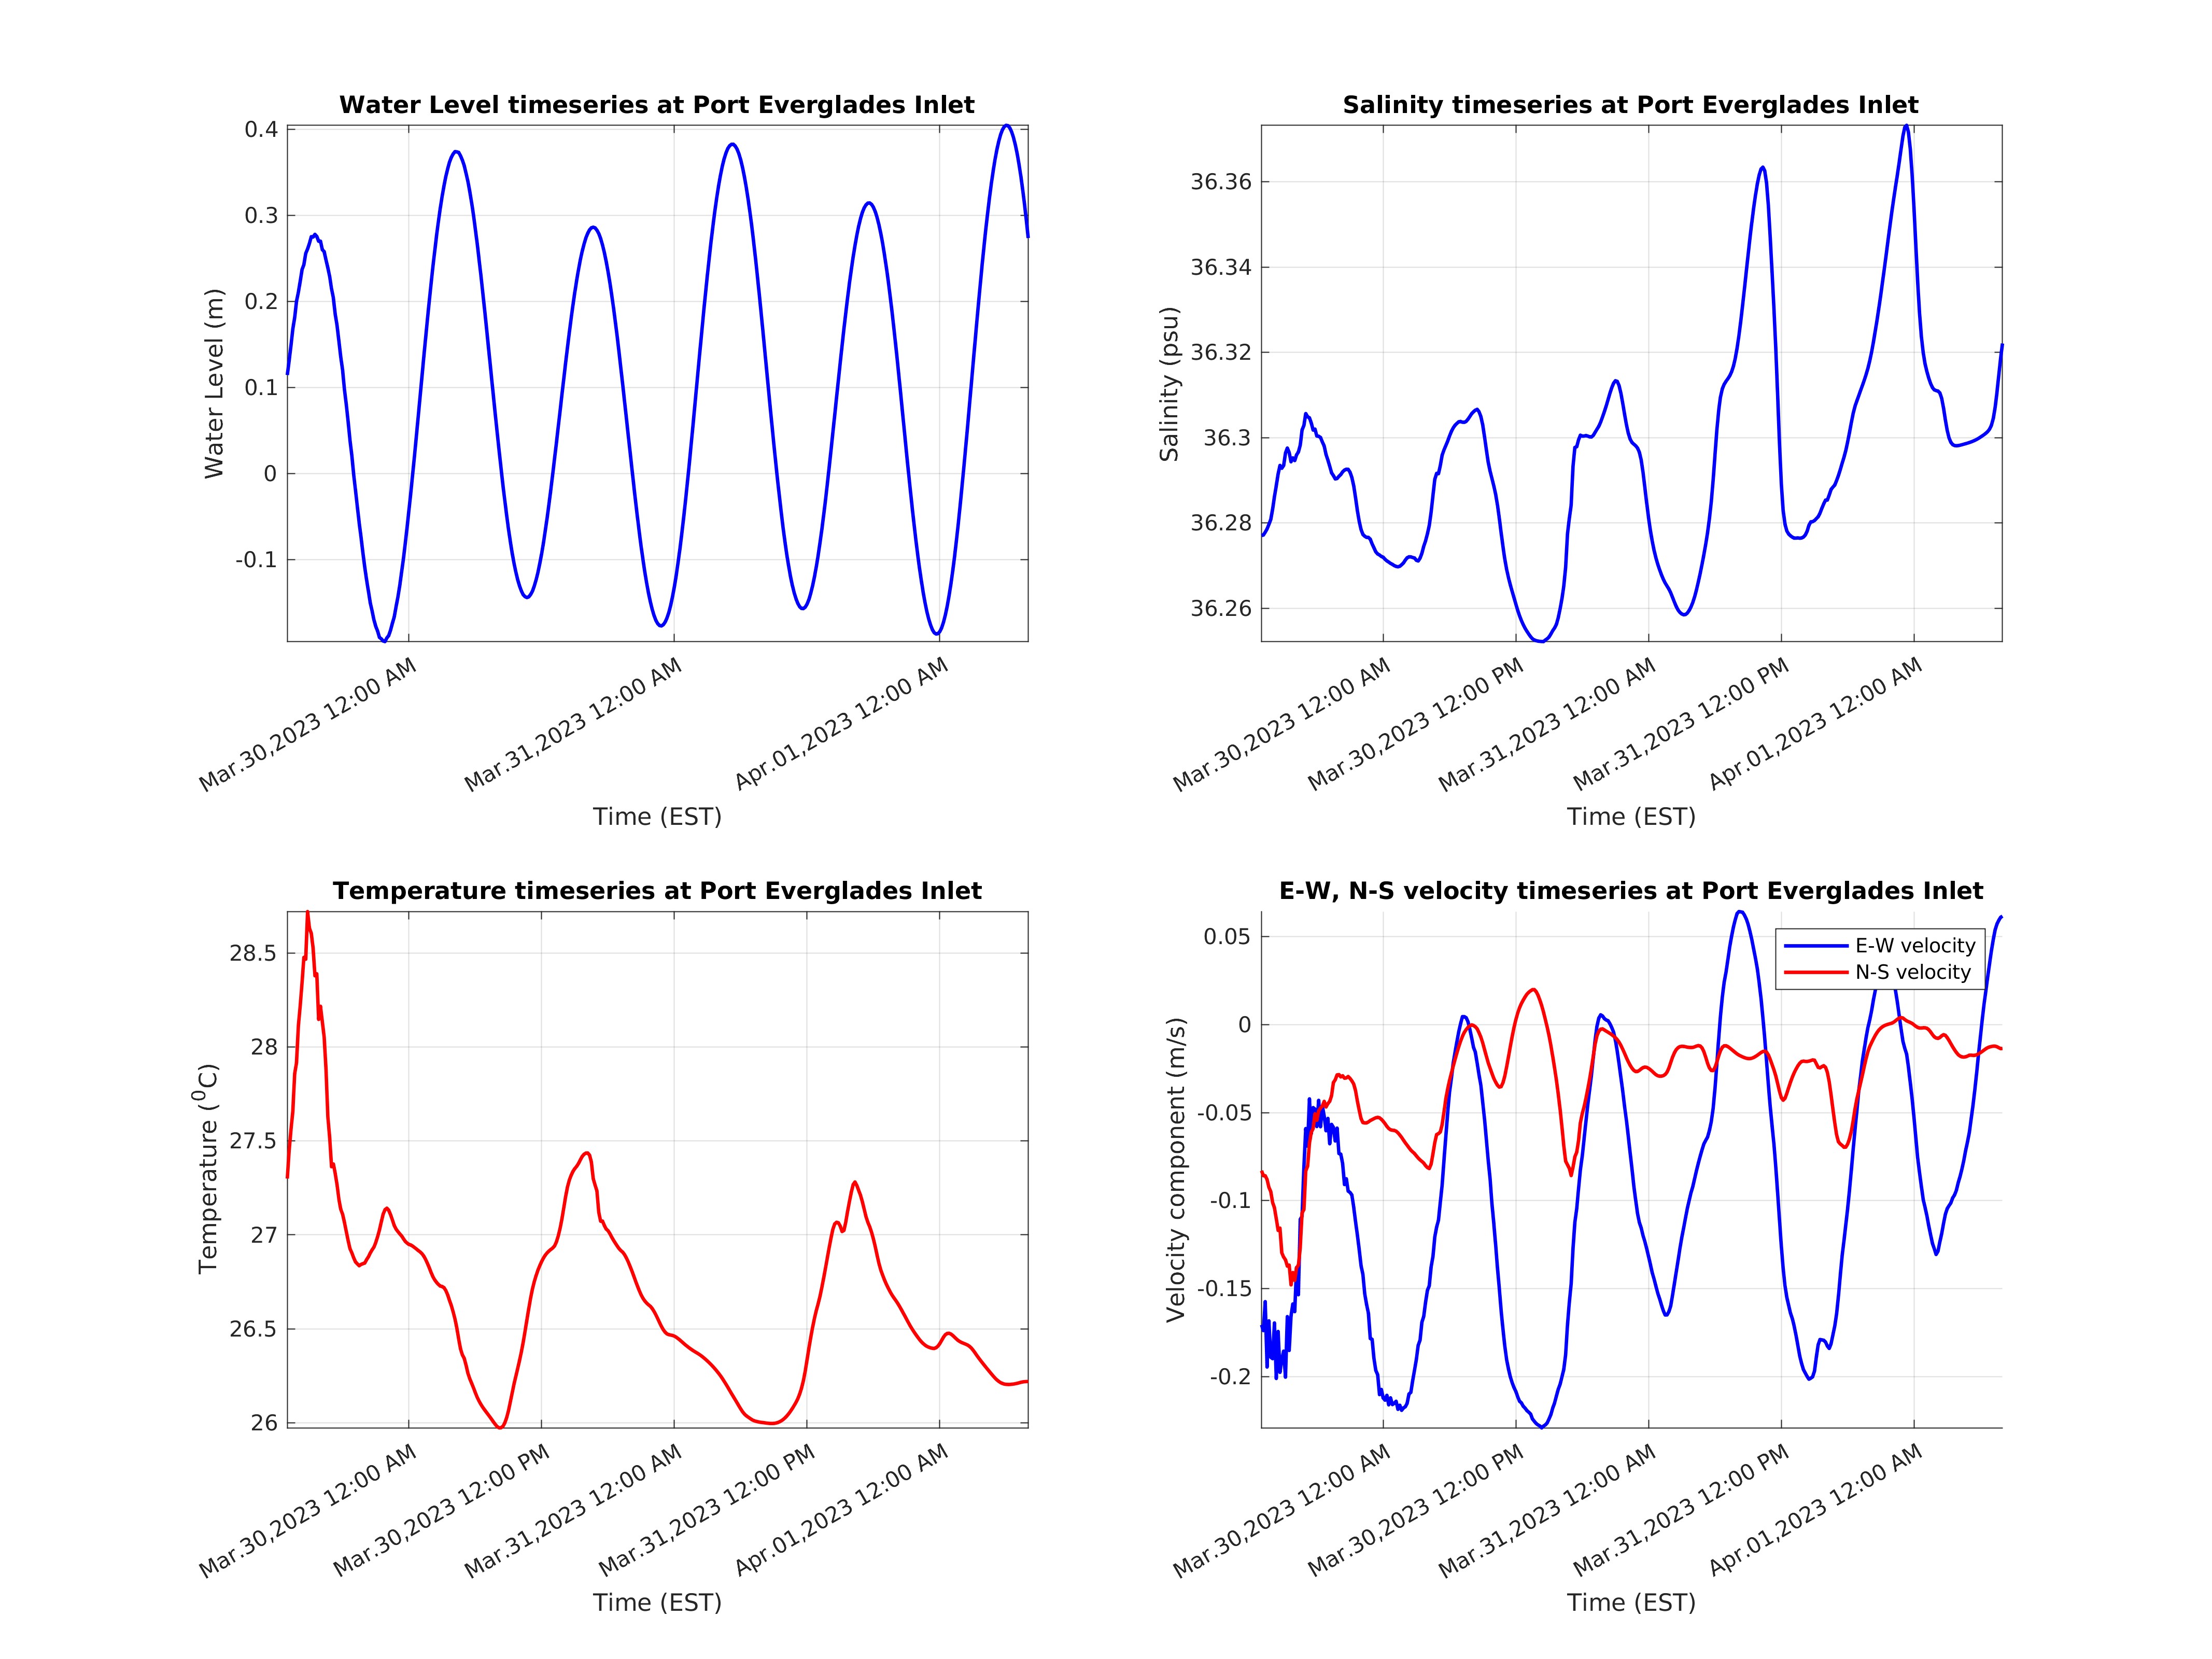 Water Level timeseries at Port Everglades Inlet
0.4
0.3
0.2
0.1
0
-0.1
Water Level (m)
Mar.30,2023 12:00 AM
Mar.31,2023 12:00 AM
Apr.01,2023 12:00 AM
Time (EST)
Salinity timeseries at Port Everglades Inlet
36.36
36.34
36.32
36.3
36.28
36.26
Salinity (psu)
Mar.30,2023 12:00 AM
Mar.30,2023 12:00 PM
Mar.31,2023 12:00 AM
Mar.31,2023 12:00 PM
Apr.01,2023 12:00 AM
Time (EST)
Temperature timeseries at Port Everglades Inlet
28.5
28
27.5
27
26.5
26
Temperature (⁰C)
Mar.30,2023 12:00 AM
Mar.30,2023 12:00 PM
Mar.31,2023 12:00 AM
Mar.31,2023 12:00 PM
Apr.01,2023 12:00 AM
Time (EST)
E-W, N-S velocity timeseries at Port Everglades Inlet
E-W velocity
N-S velocity
0.05
0
-0.05
-0.1
-0.15
-0.2
Velocity component (m/s)
Mar.30,2023 12:00 AM
Mar.30,2023 12:00 PM
Mar.31,2023 12:00 AM
Mar.31,2023 12:00 PM
Apr.01,2023 12:00 AM
Time (EST)